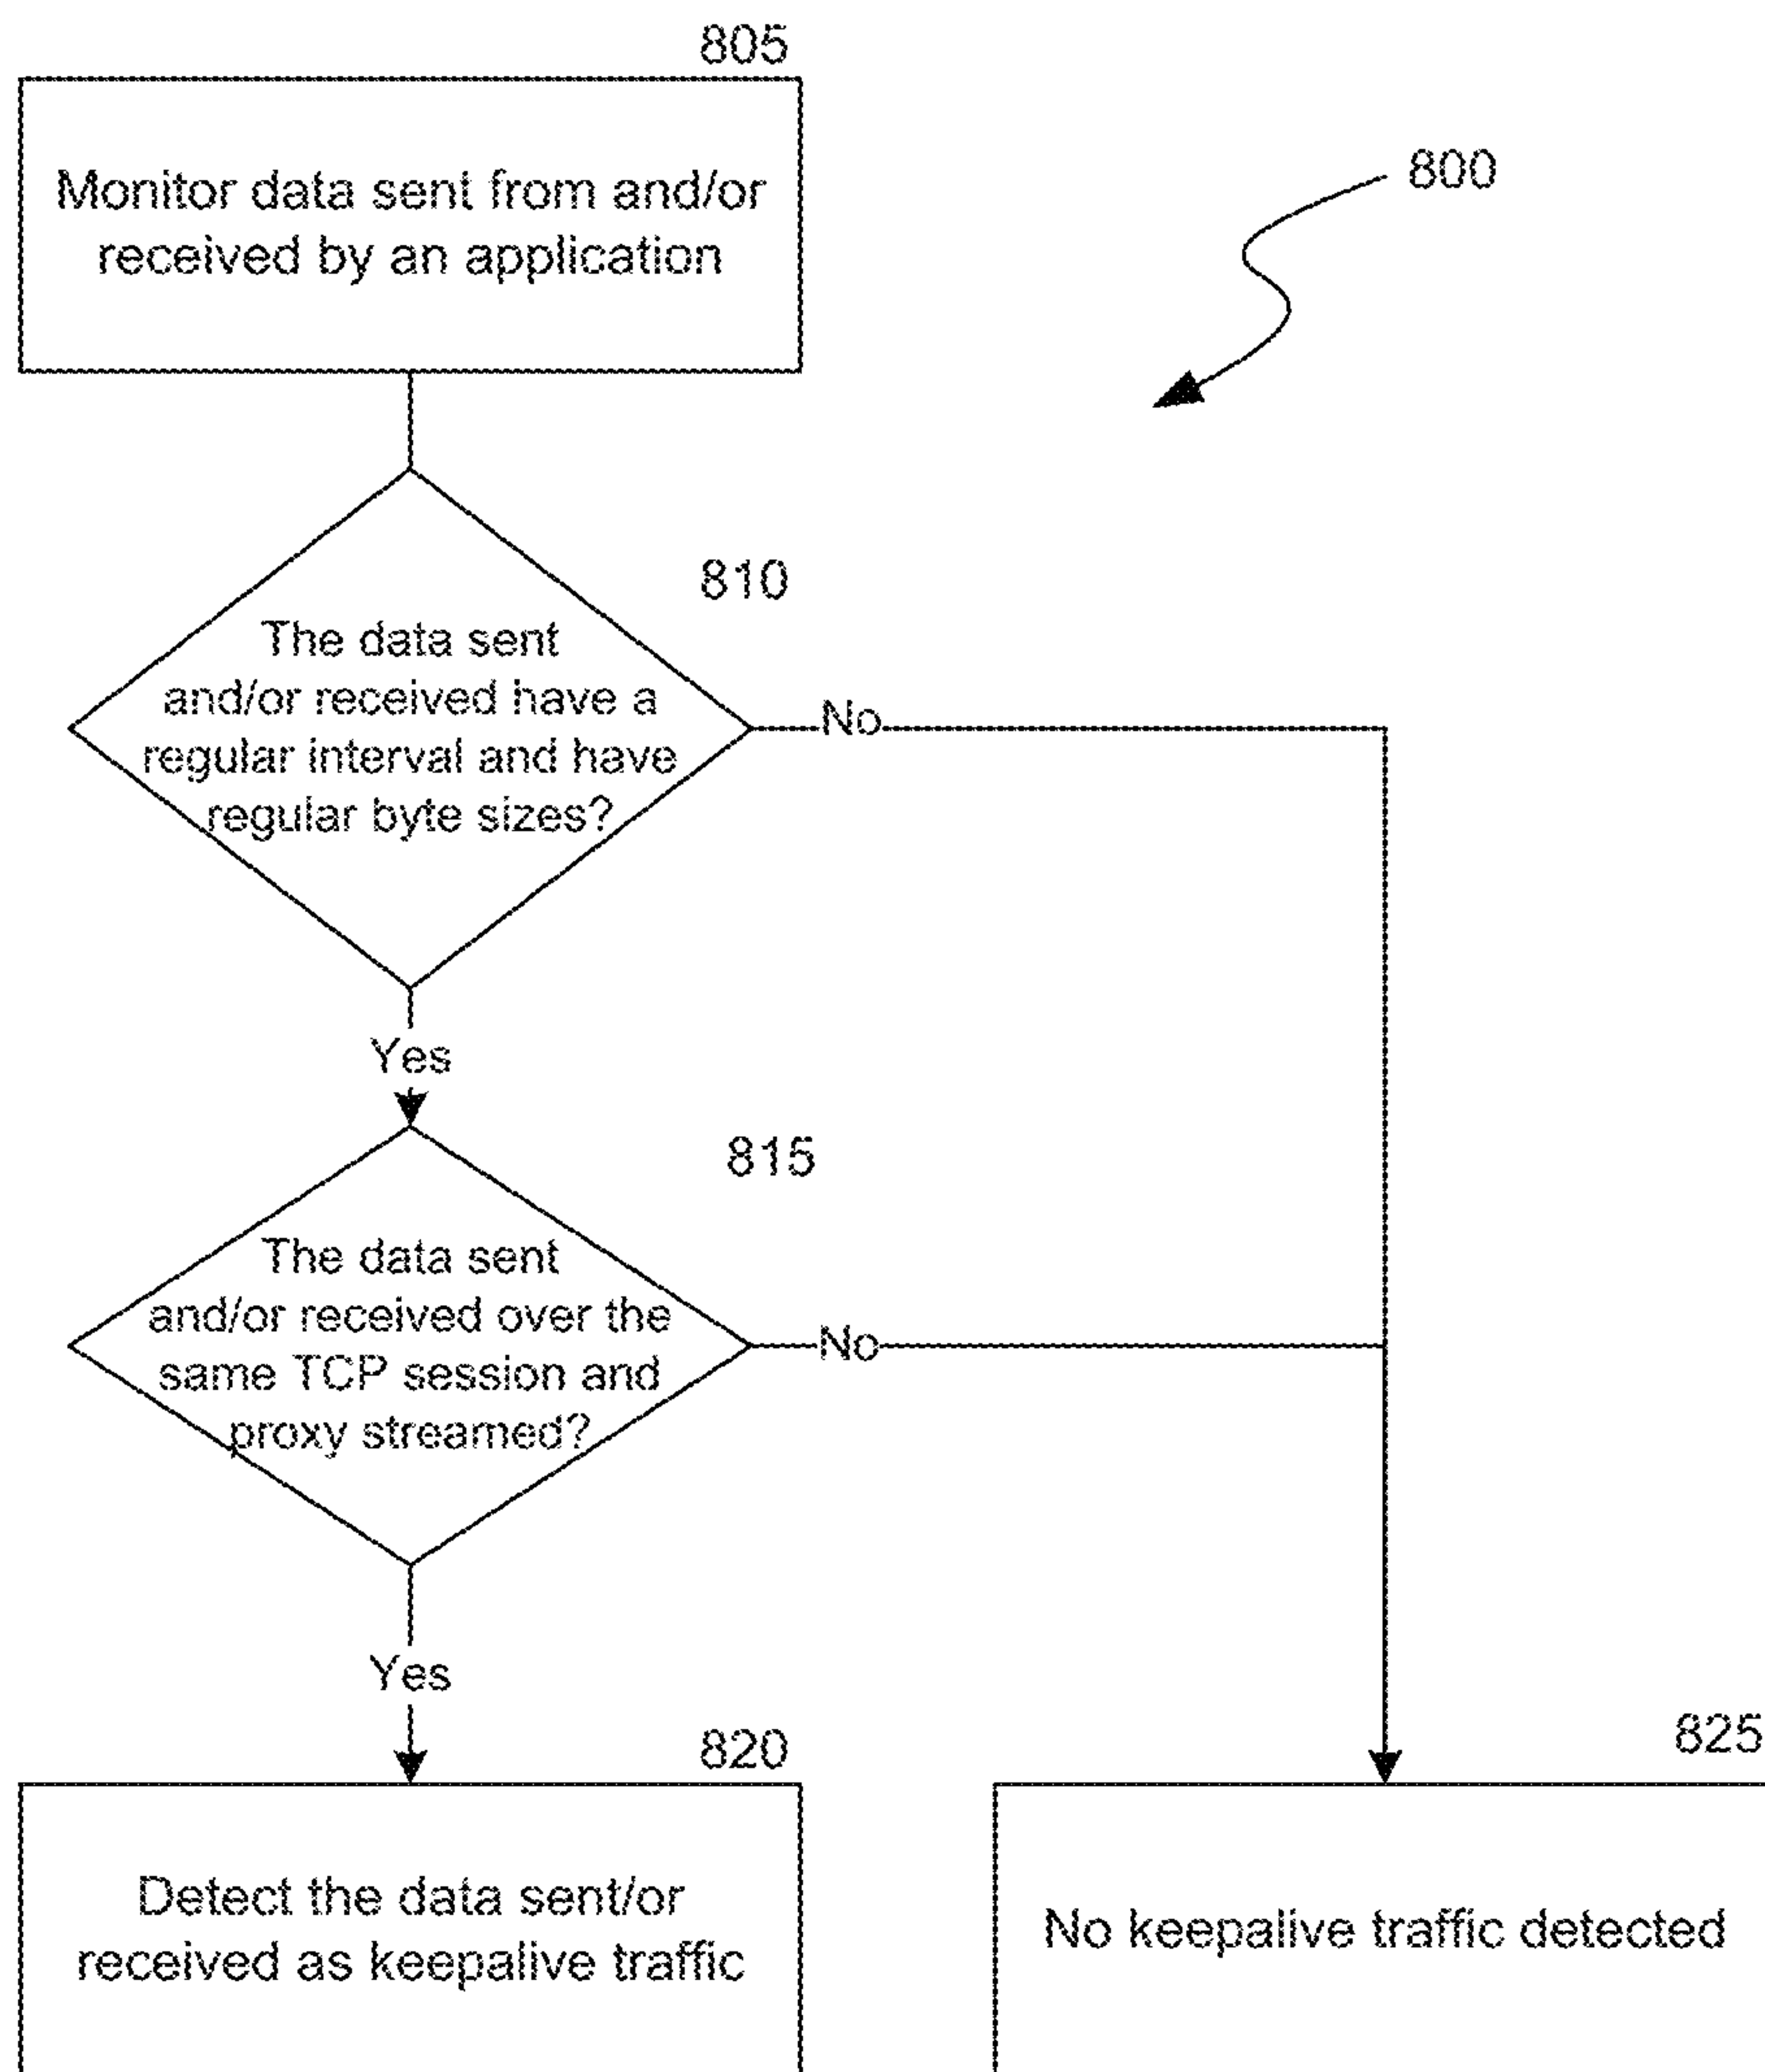 805
Monitor data sent from and/or
received by an application
800
810
The data sent
and/or received have a
regular interval and have
regular byte sizes?
No
Yes
815
The data sent
and/or received over the
same TCP session and
proxy streamed?
No
Yes
820
Detect the data sent/or
received as keepalive traffic
825
No keepalive traffic detected